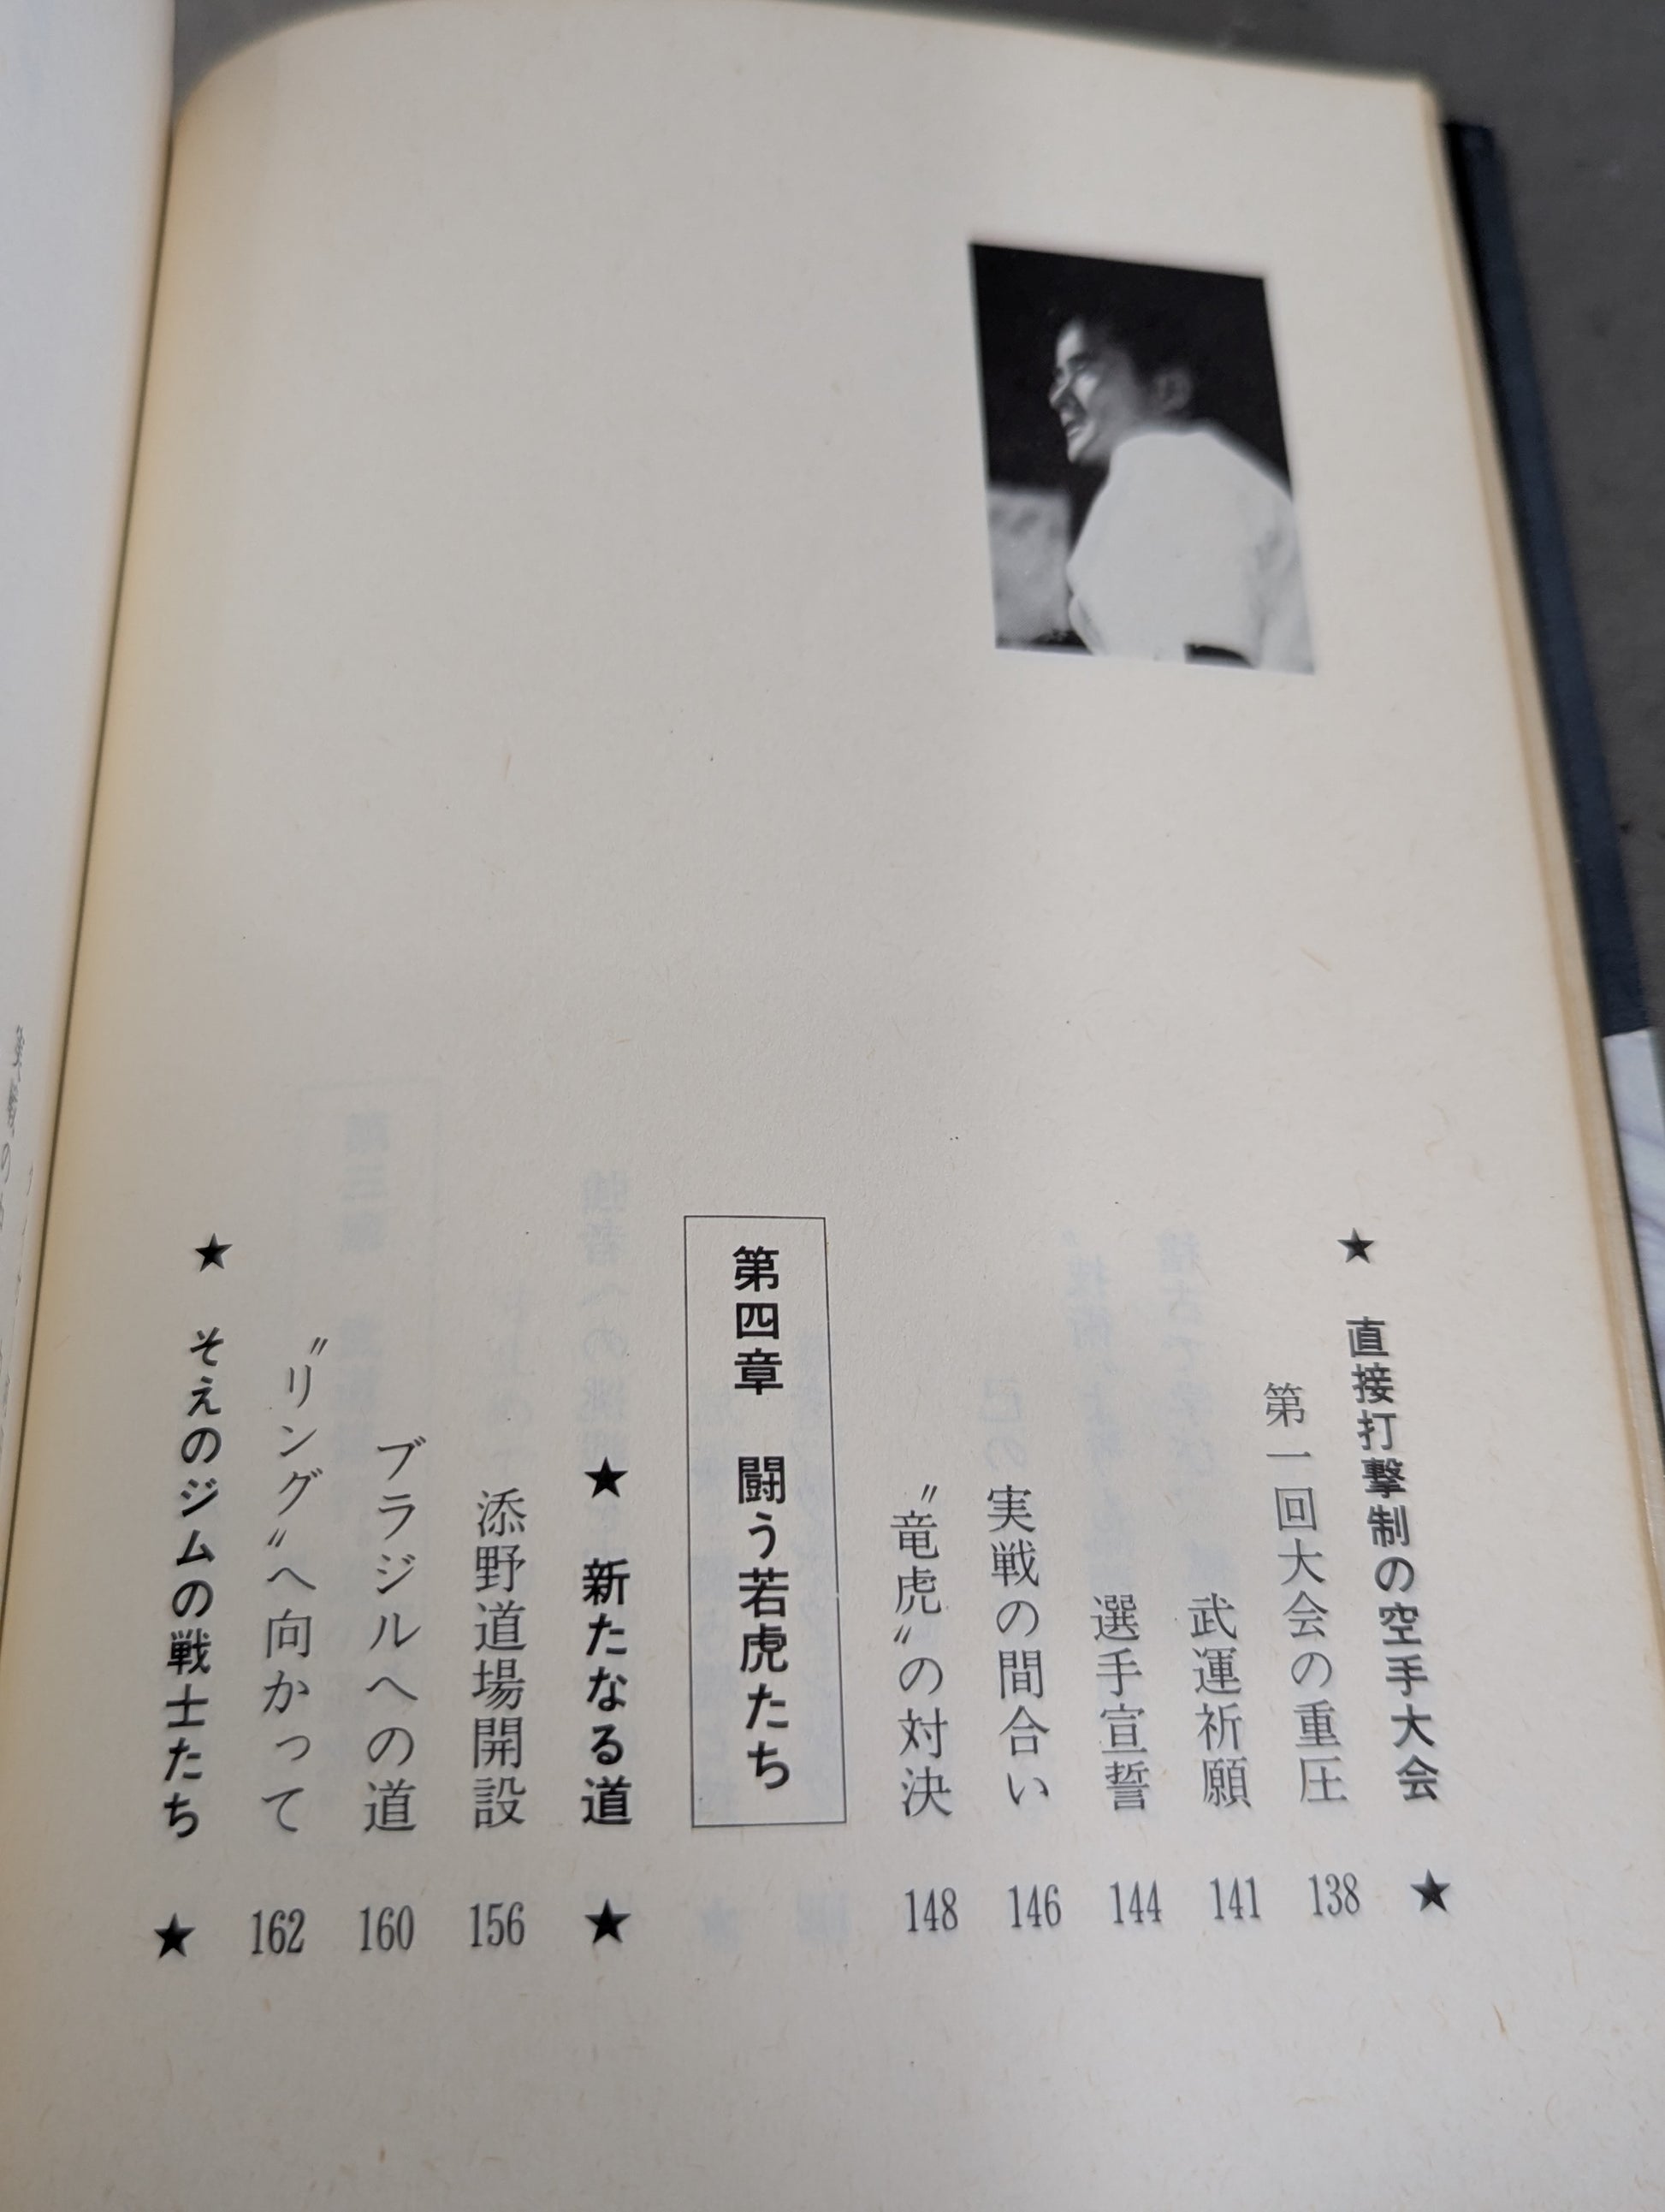 ★ 直接打撃制の空手大会 ★
第一回大会の重圧 138
武運祈願 141
選手宣誓 144
実戦の間合い 146
〝竜虎〟の対決 148
第四章 闘う若虎たち
★ 新たなる道 ★
添野道場開設 156
ブラジルへの道 160
〝リング〟へ向かって 162
★ そえのジムの戦士たち ★